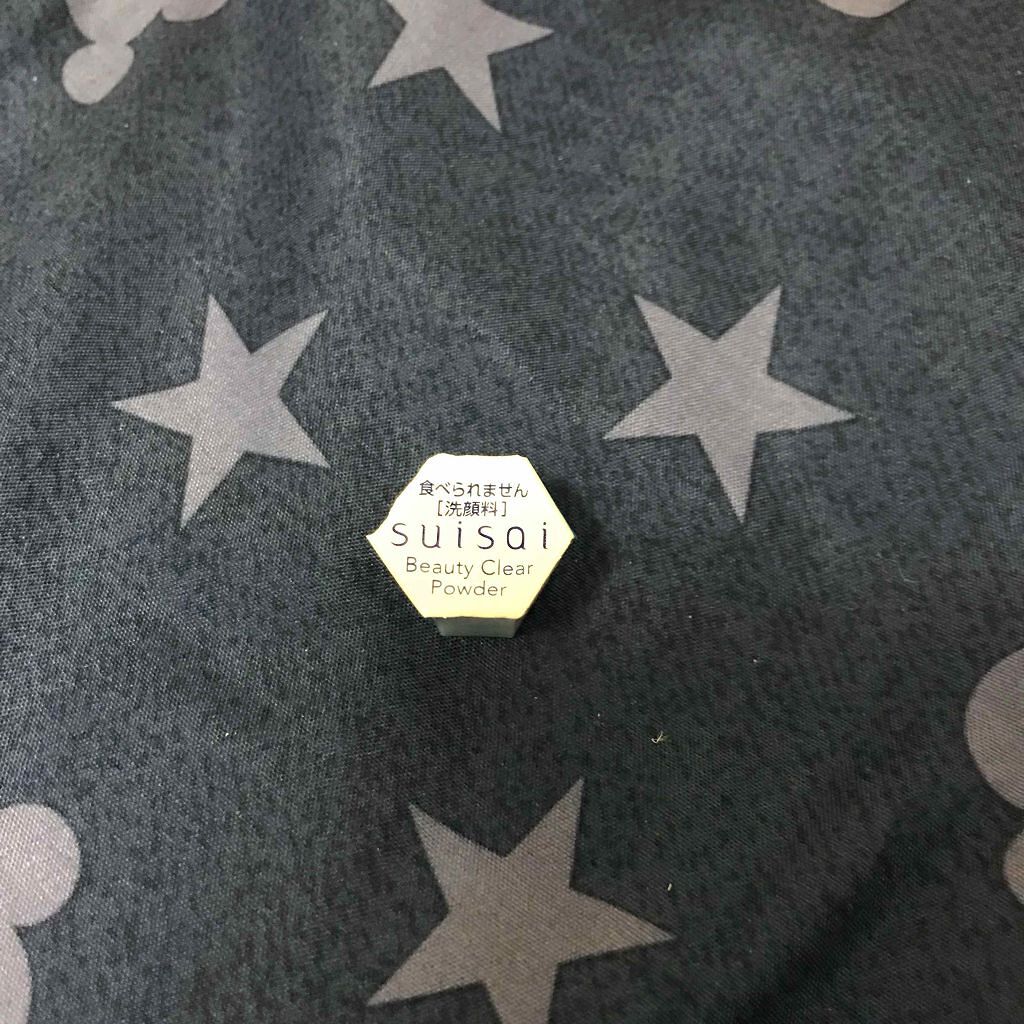 食べられません
[洗顔料]
suisai
Beauty Clear
Powder